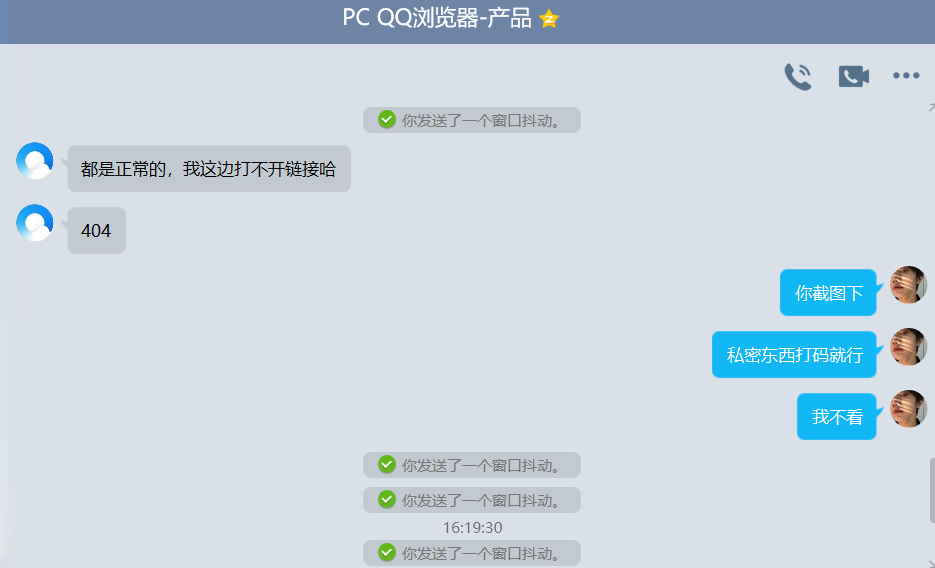 PC QQ浏览器-产品
你发送了一个窗口抖动。
都是正常的，我这边打不开链接哈
404
你截图下
私密东西打码就行
我不看
你发送了一个窗口抖动。
你发送了一个窗口抖动。
16:19:30
你发送了一个窗口抖动。